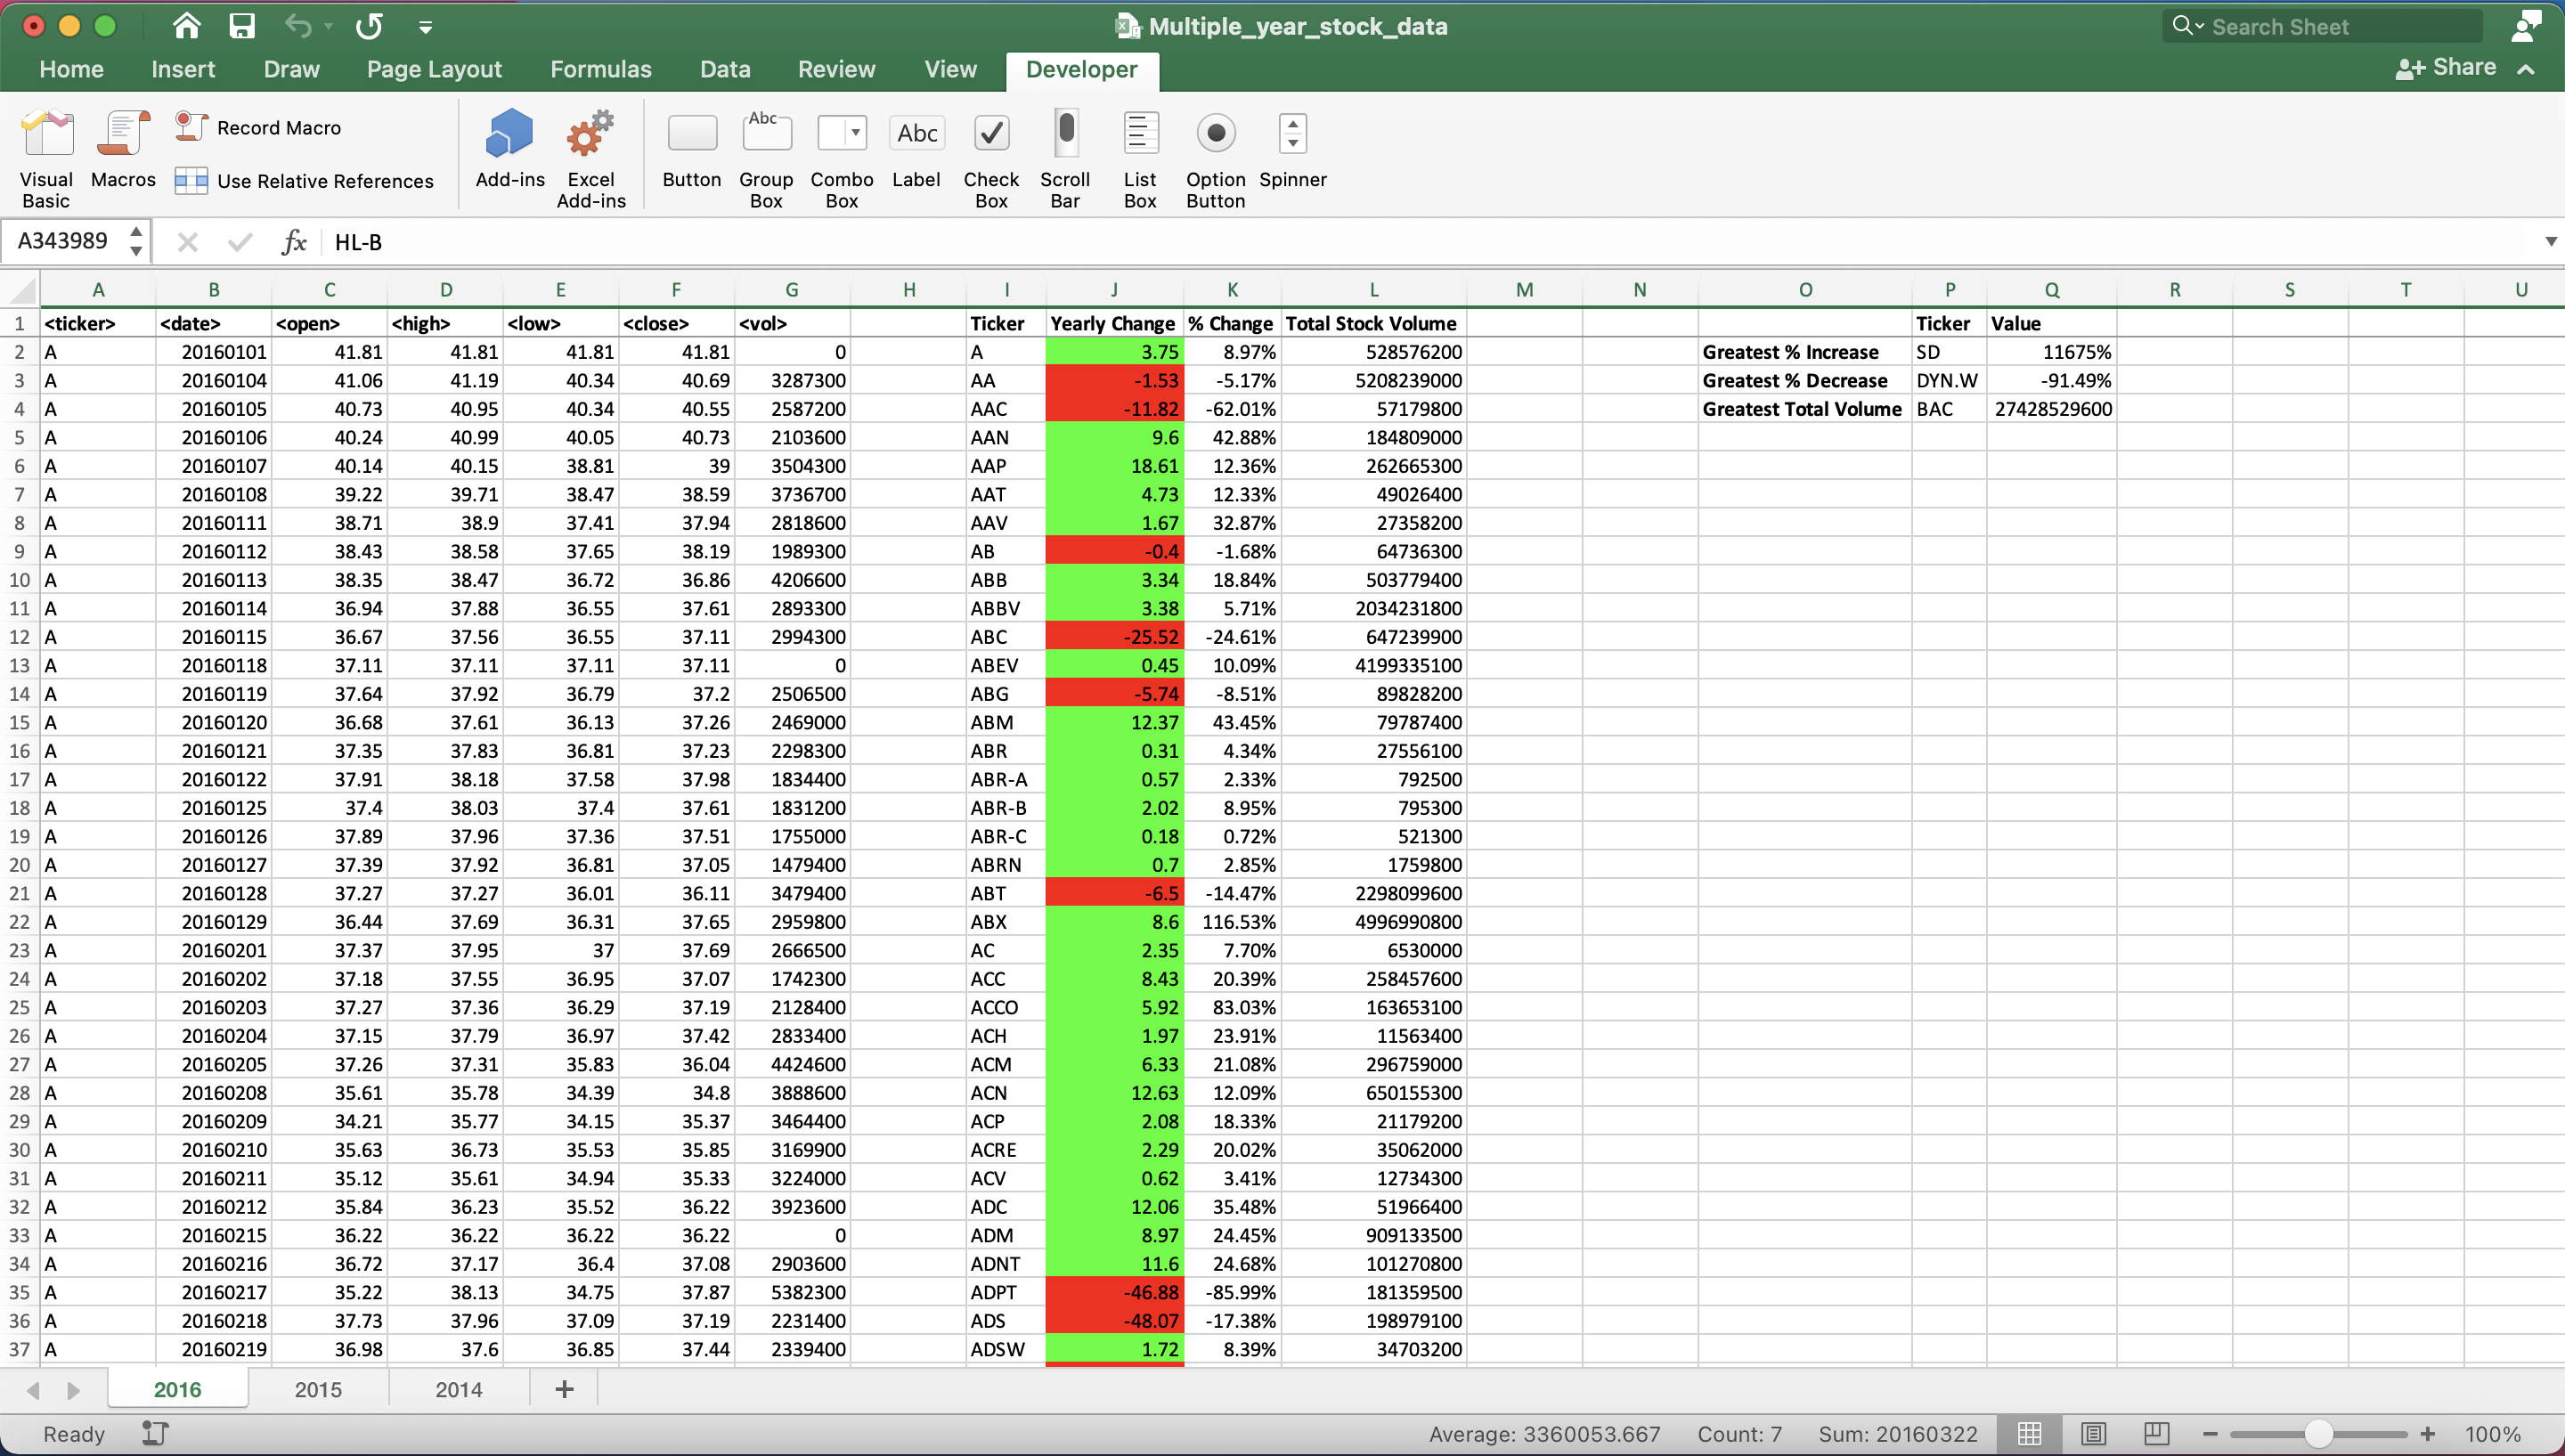 Multiple_year_stock_data
Search Sheet
Home Insert Draw Page Layout Formulas Data Review View Developer
Share
Visual Basic
Macros
Record Macro
Use Relative References
Add-ins
Excel Add-ins
Button
Abc
Group Box
Combo Box
Abc
Label
Check Box
Scroll Bar
List Box
Option Button
Spinner
A343989 fx HL-B
A B C D E F G H I J K L M N O P Q R S T U
1 <ticker> <date> <open> <high> <low> <close> <vol> Ticker Yearly Change % Change Total Stock Volume Ticker Value
2 A 20160101 41.81 41.81 41.81 41.81 0 A 3.75 8.97% 528576200 Greatest % Increase SD 11675%
3 A 20160104 41.06 41.19 40.34 40.69 3287300 AA -1.53 -5.17% 5208239000 Greatest % Decrease DYN.W -91.49%
4 A 20160105 40.73 40.95 40.34 40.55 2587200 AAC -11.82 -62.01% 57179800 Greatest Total Volume BAC 27428529600
5 A 20160106 40.24 40.99 40.05 40.73 2103600 AAN 9.6 42.88% 184809000
6 A 20160107 40.14 40.15 38.81 39 3504300 AAP 18.61 12.36% 262665300
7 A 20160108 39.22 39.71 38.47 38.59 3736700 AAT 4.73 12.33% 49026400
8 A 20160111 38.71 38.9 37.41 37.94 2818600 AAV 1.67 32.87% 27358200
9 A 20160112 38.43 38.58 37.65 38.19 1989300 AB -0.4 -1.68% 64736300
10 A 20160113 38.35 38.47 36.72 36.86 4206600 ABB 3.34 18.84% 503779400
11 A 20160114 36.94 37.88 36.55 37.61 2893300 ABBV 3.38 5.71% 2034231800
12 A 20160115 36.67 37.56 36.55 37.11 2994300 ABC -25.52 -24.61% 647239900
13 A 20160118 37.11 37.11 37.11 37.11 0 ABEV 0.45 10.09% 4199335100
14 A 20160119 37.64 37.92 36.79 37.2 2506500 ABG -5.74 -8.51% 89828200
15 A 20160120 36.68 37.61 36.13 37.26 2469000 ABM 12.37 43.45% 79787400
16 A 20160121 37.35 37.83 36.81 37.23 2298300 ABR 0.31 4.34% 27556100
17 A 20160122 37.91 38.18 37.58 37.98 1834400 ABR-A 0.57 2.33% 792500
18 A 20160125 37.4 38.03 37.4 37.61 1831200 ABR-B 2.02 8.95% 795300
19 A 20160126 37.89 37.96 37.36 37.51 1755000 ABR-C 0.18 0.72% 521300
20 A 20160127 37.39 37.92 36.81 37.05 1479400 ABRN 0.7 2.85% 1759800
21 A 20160128 37.27 37.27 36.01 36.11 3479400 ABT -6.5 -14.47% 2298099600
22 A 20160129 36.44 37.69 36.31 37.65 2959800 ABX 8.6 116.53% 4996990800
23 A 20160201 37.37 37.95 37 37.69 2666500 AC 2.35 7.70% 6530000
24 A 20160202 37.18 37.55 36.95 37.07 1742300 ACC 8.43 20.39% 258457600
25 A 20160203 37.27 37.36 36.29 37.19 2128400 ACCO 5.92 83.03% 163653100
26 A 20160204 37.15 37.79 36.97 37.42 2833400 ACH 1.97 23.91% 11563400
27 A 20160205 37.26 37.31 35.83 36.04 4424600 ACM 6.33 21.08% 296759000
28 A 20160208 35.61 35.78 34.39 34.8 3888600 ACN 12.63 12.09% 650155300
29 A 20160209 34.21 35.77 34.15 35.37 3464400 ACP 2.08 18.33% 21179200
30 A 20160210 35.63 36.73 35.53 35.85 3169900 ACRE 2.29 20.02% 35062000
31 A 20160211 35.12 35.61 34.94 35.33 3224000 ACV 0.62 3.41% 12734300
32 A 20160212 35.84 36.23 35.52 36.22 3923600 ADC 12.06 35.48% 51966400
33 A 20160215 36.22 36.22 36.22 36.22 0 ADM 8.97 24.45% 909133500
34 A 20160216 36.72 37.17 36.4 37.08 2903600 ADNT 11.6 24.68% 101270800
35 A 20160217 35.22 38.13 34.75 37.87 5382300 ADPT -46.88 -85.99% 181359500
36 A 20160218 37.73 37.96 37.09 37.19 2231400 ADS -48.07 -17.38% 198979100
37 A 20160219 36.98 37.6 36.85 37.44 2339400 ADSW 1.72 8.39% 34703200
2016 2015 2014
Ready Average: 3360053.667 Count: 7 Sum: 20160322 100%